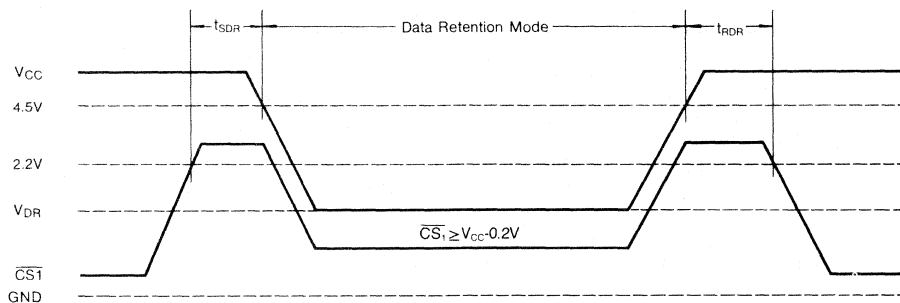 tSDR Data Retention Mode tRDR
VCC
4.5V
2.2V
VDR
CS1 ≥ VCC-0.2V
CS1
GND